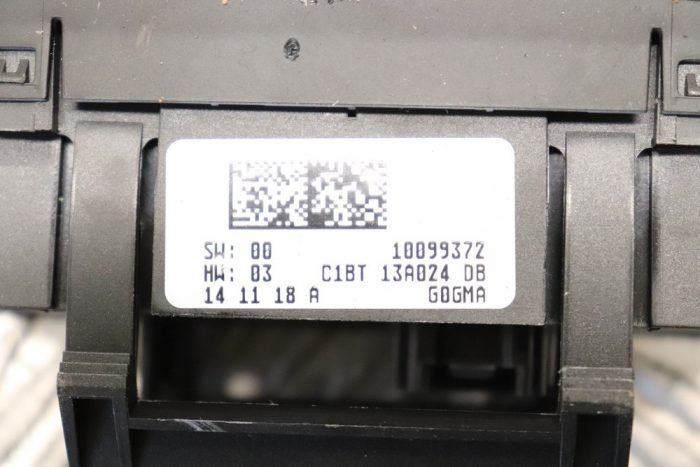 SW: 00 10099372
HW: 03 C1BT 13A024 DB
14 11 18 A G0GMA